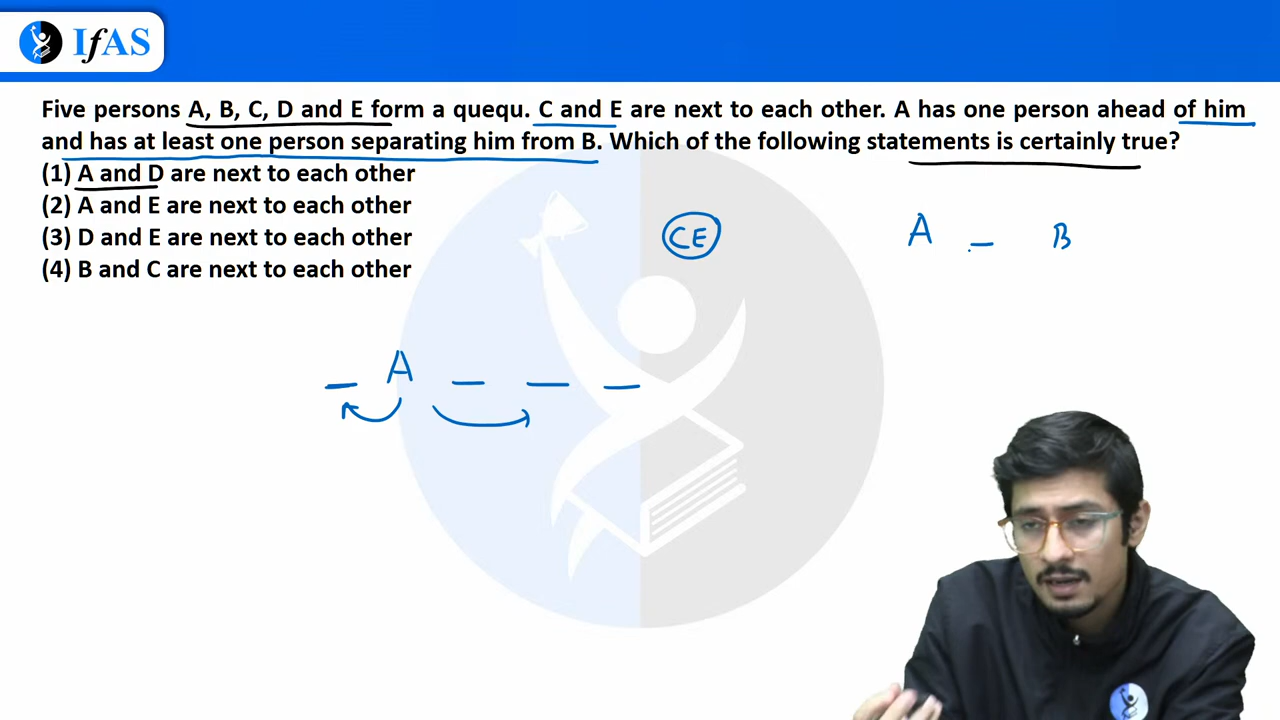 IfAS
Five persons A, B, C, D and E form a ququ. C and E are next to each other. A has one person ahead of him
and has at least one person separating him from B. Which of the following statements is certainly true?
(1) A and D are next to each other
(2) A and E are next to each other
(3) D and E are next to each other
(4) B and C are next to each other
CE
A _ B
_ A _ _ _